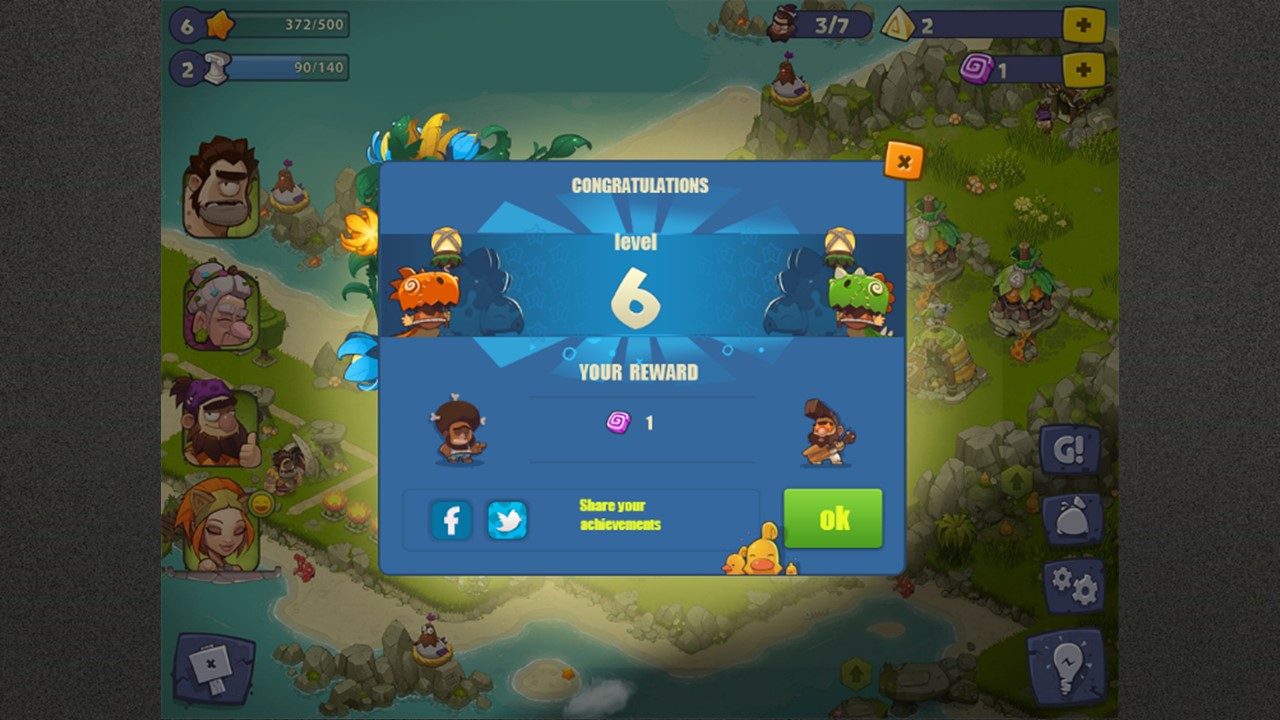 6 372/500
2 90/140
3/7 2 +
1 +
CONGRATULATIONS
level
6
YOUR REWARD
1
f
Share your
achievements
ok
G!